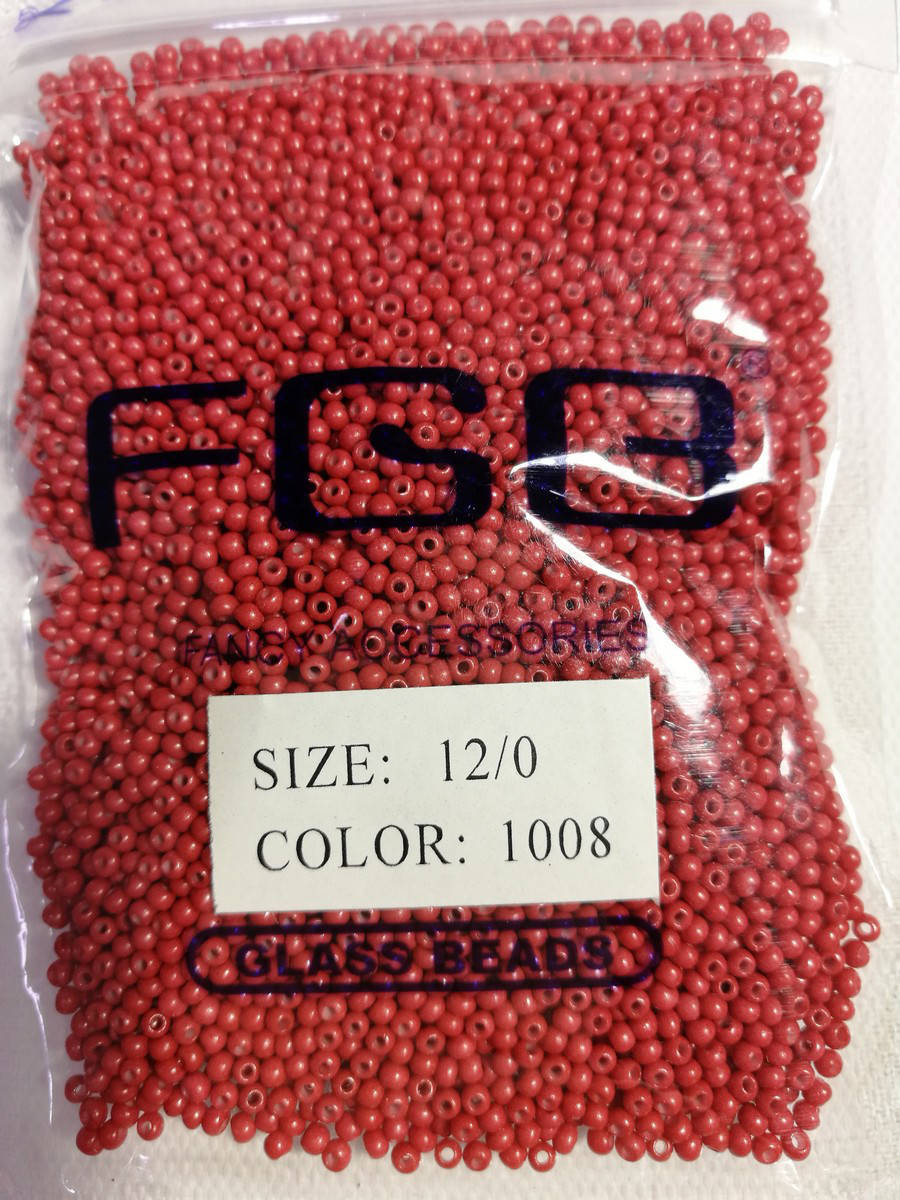 FGB®
FANCY ACCESSORIES
SIZE: 12/0
COLOR: 1008
GLASS BEADS